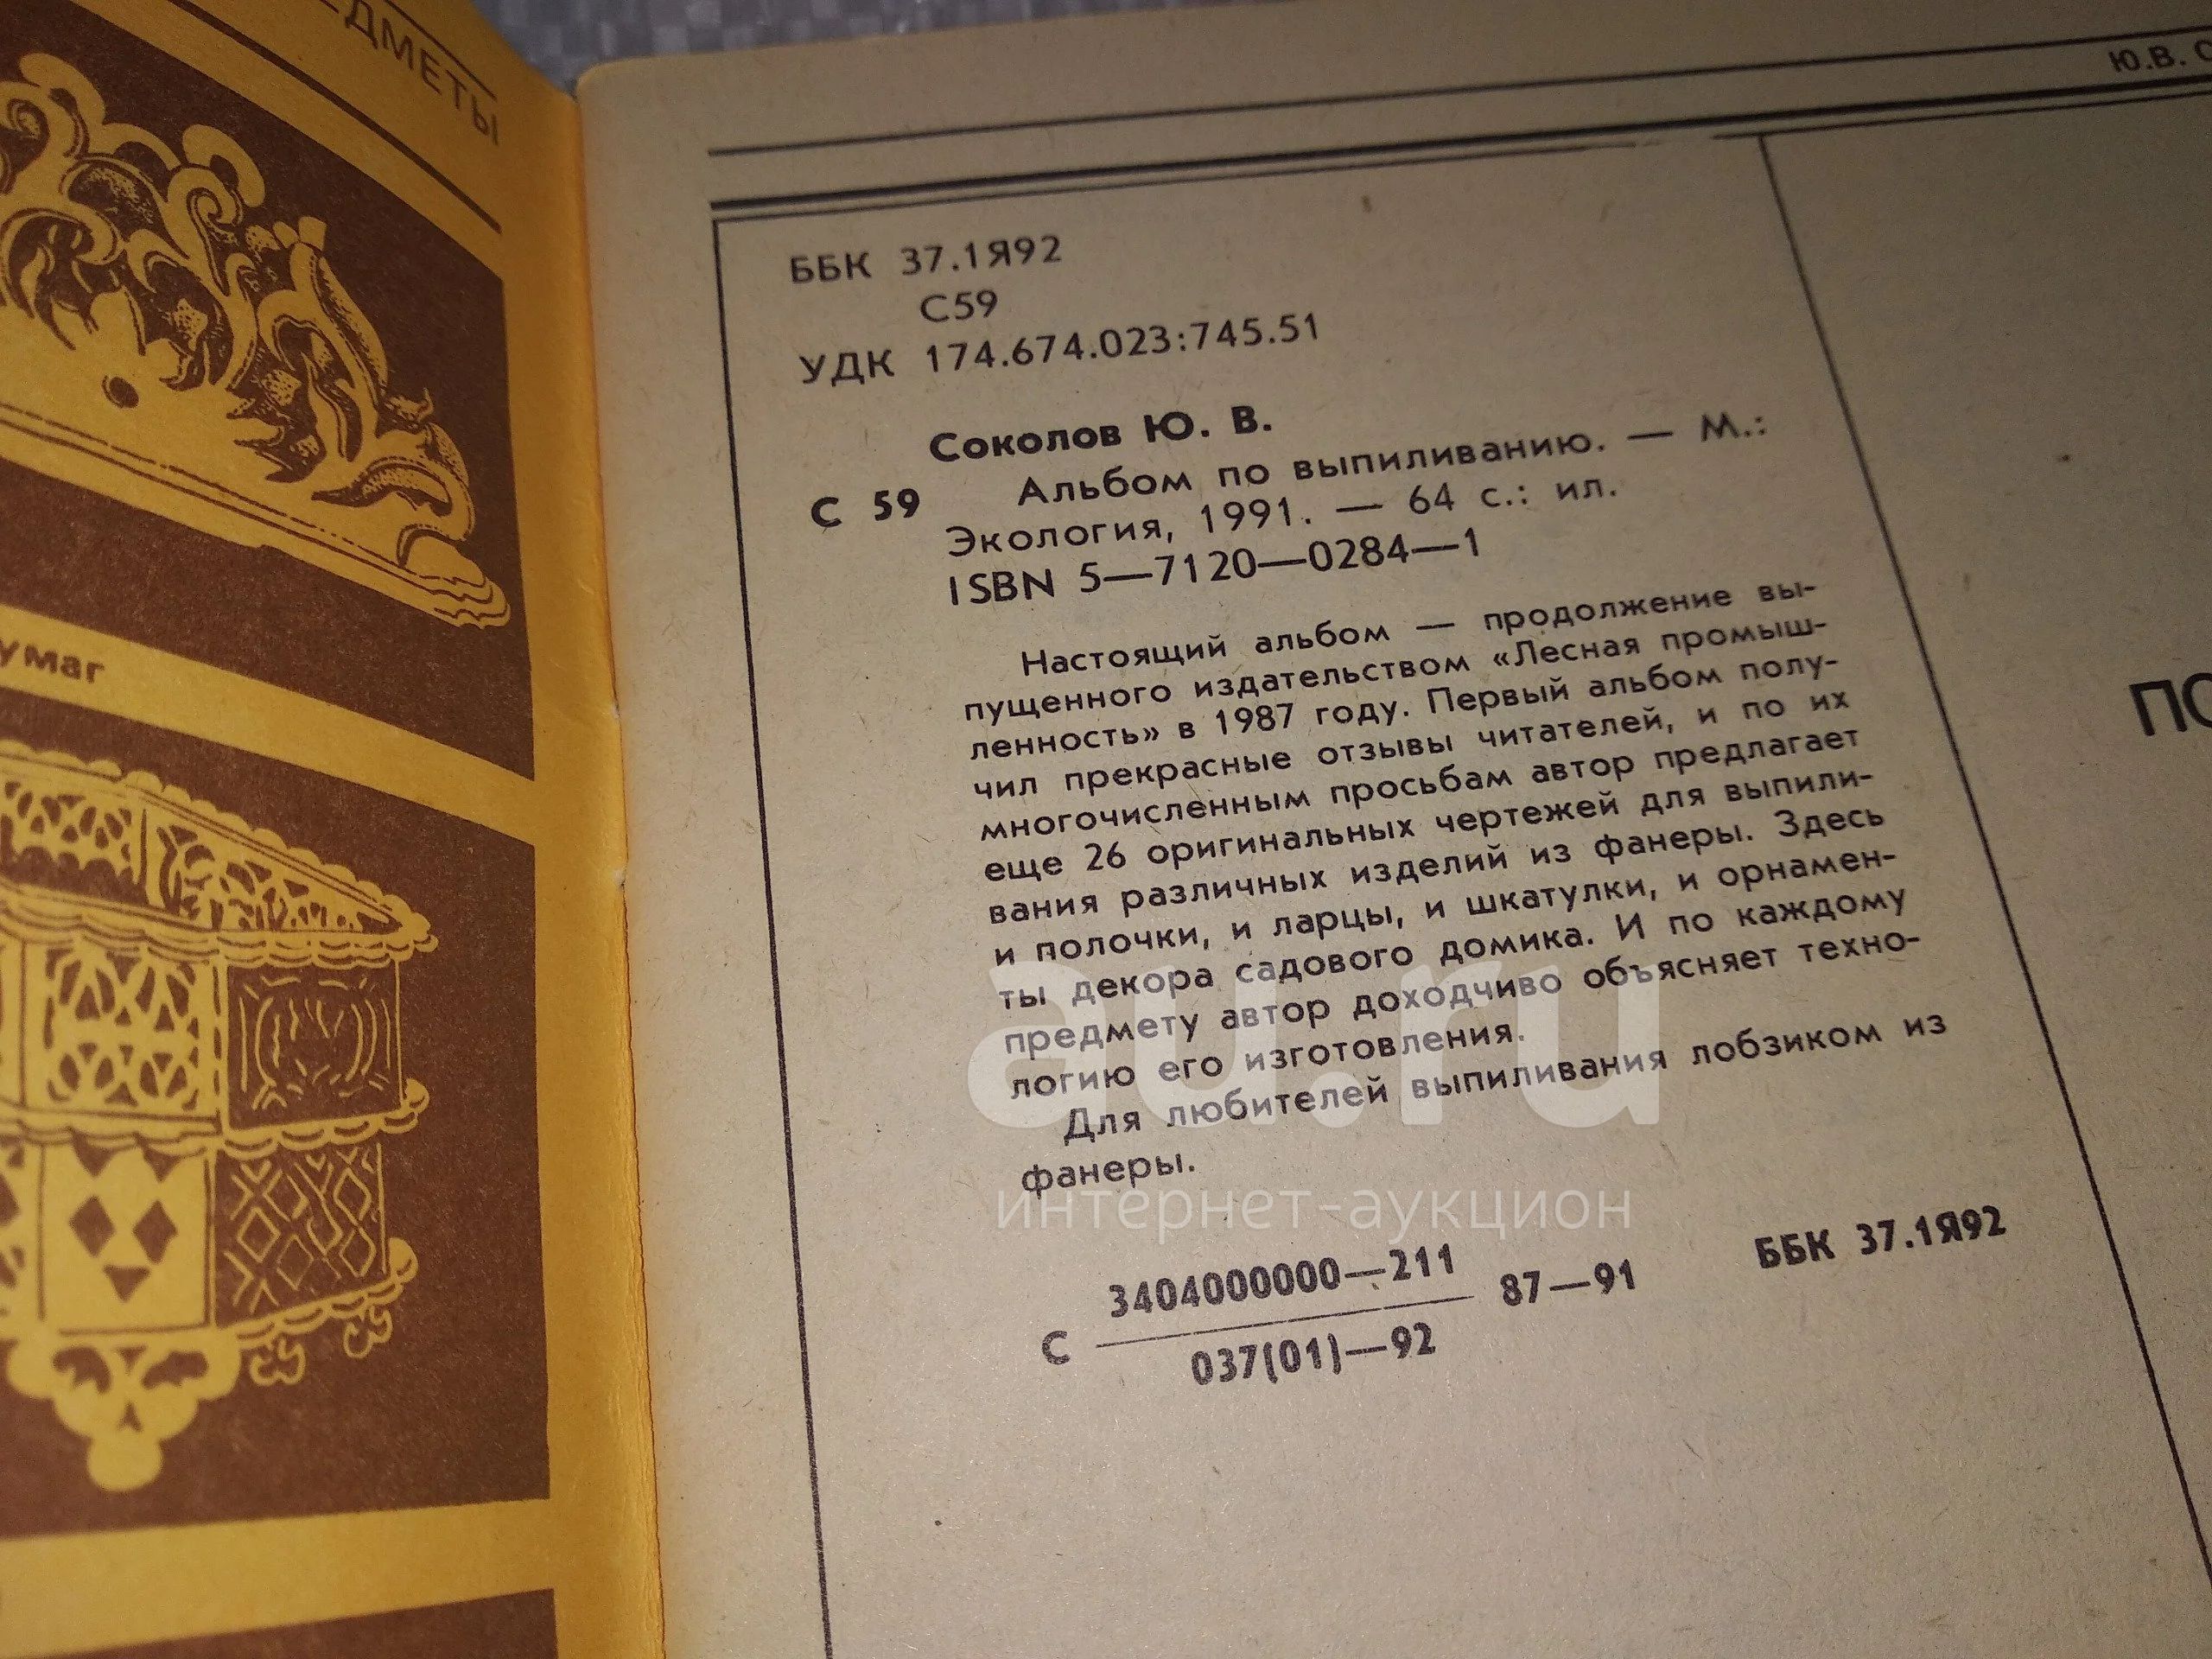 ДМЕТЫ
умаг
Ю.В.
ББК 37.1Я92
С59
УДК 174.674.023:745.51
Соколов Ю. В.
С 59 Альбом по выпиливанию. — М.:
Экология, 1991. — 64 с.: ил.
ISBN 5—7120—0284—1
Настоящий альбом — продолжение вы-
пущенного издательством «Лесная промыш-
ленность» в 1987 году. Первый альбом полу-
чил прекрасные отзывы читателей, и по их
многочисленным просьбам автор предлагает
еще 26 оригинальных чертежей для выпили-
вания различных изделий из фанеры. Здесь
и полочки, и ларцы, и шкатулки, и орнамен-
ты декора садового домика. И по каждому
предмету автор доходчиво объясняет техно-
логию его изготовления.
Для любителей выпиливания лобзиком из
фанеры.
С 3404000000—211 87—91 ББК 37.1Я92
037(01)—92
ПО
au.ru
интернет-аукцион